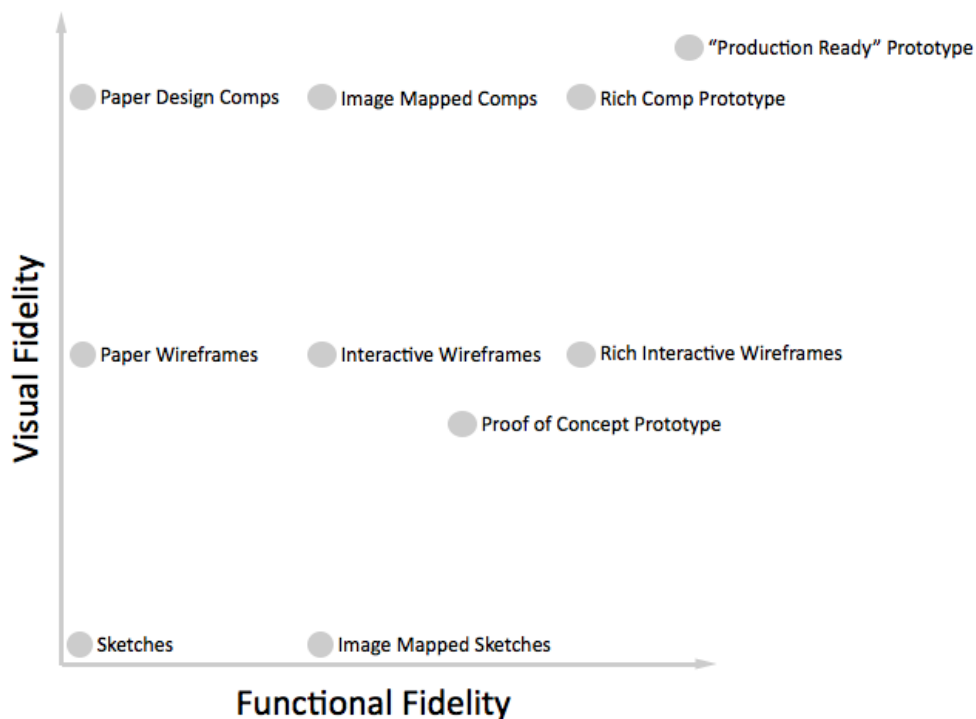 “Production Ready” Prototype
Paper Design Comps
Image Mapped Comps
Rich Comp Prototype
Visual Fidelity
Paper Wireframes
Interactive Wireframes
Rich Interactive Wireframes
Proof of Concept Prototype
Sketches
Image Mapped Sketches
Functional Fidelity